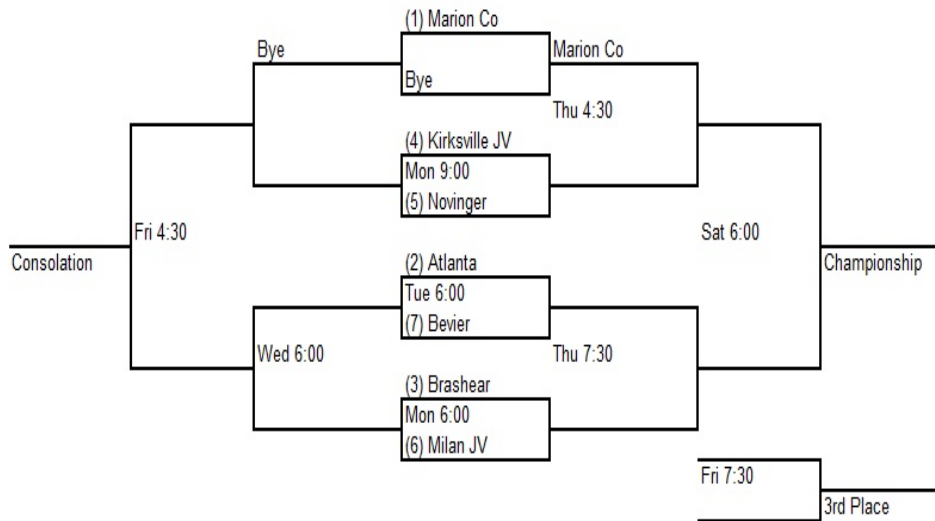 (1) Marion Co
Bye
Marion Co
Bye
Thu 4:30
(4) Kirksville JV
Mon 9:00
(5) Novinger
Fri 4:30
Sat 6:00
Consolation
(2) Atlanta
Championship
Tue 6:00
(7) Bevier
Wed 6:00
Thu 7:30
(3) Brashear
Mon 6:00
(6) Milan JV
Fri 7:30
3rd Place